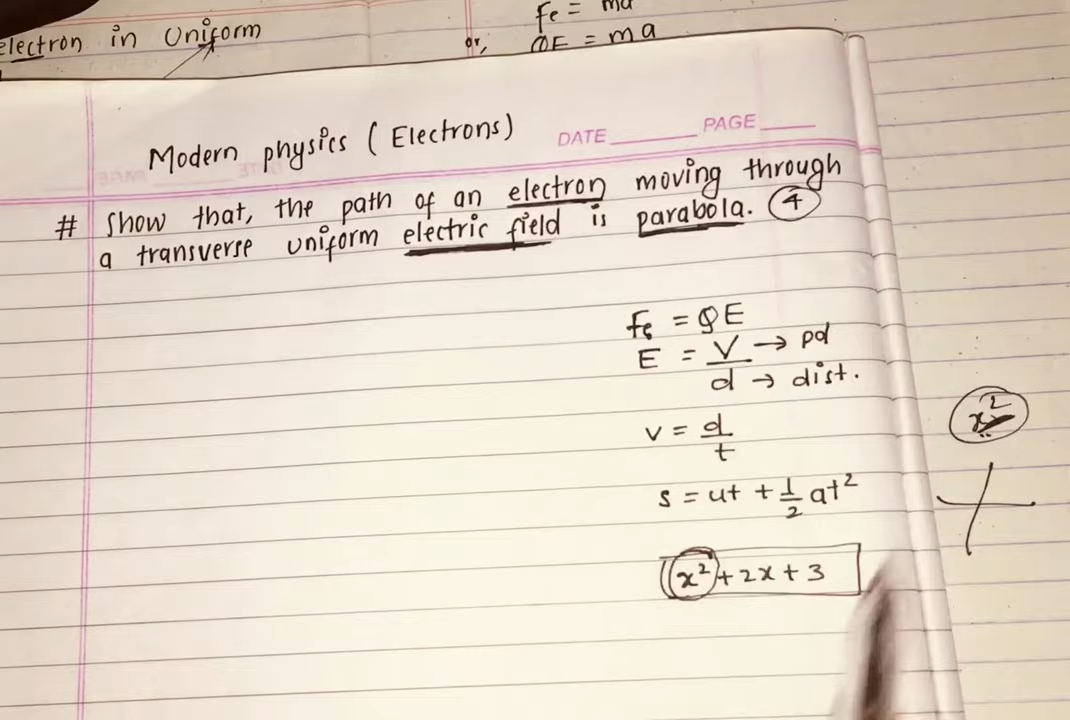 electron in Uniform
Fe = ma
or, QE = ma
DATE PAGE
Modern physics (Electrons)
# Show that, the path of an electron moving through
a transverse uniform electric field is parabola. 4
Fe = QE
E = V/d → pd
→ dist.
v = d/t
s = ut + 1/2 at²
x² + 2x + 3
x²